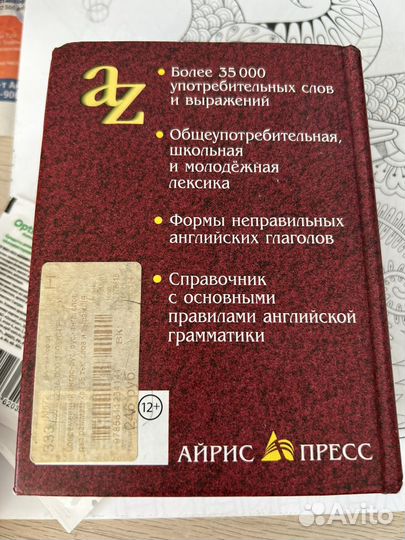 az
• Более 35 000
употребительных слов
и выражений
• Общеупотребительная,
школьная
и молодёжная
лексика
• Формы неправильных
английских глаголов
• Справочник
с основными
правилами английской
грамматики
12+
АЙРИС ПРЕСС
Avito